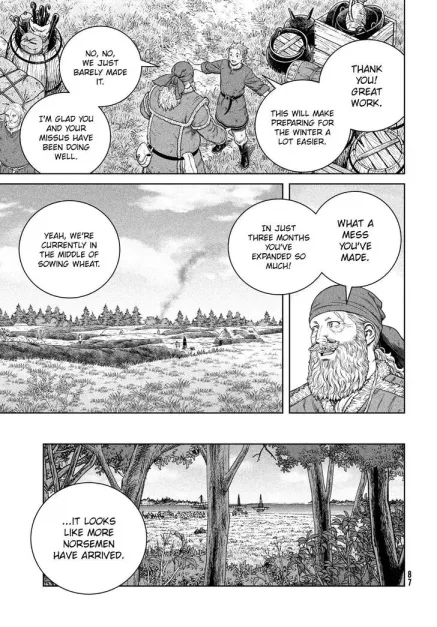 THANK
YOU!
GREAT
WORK.
THIS WILL MAKE
PREPARING FOR
THE WINTER A
LOT EASIER.
NO, NO,
WE JUST
BARELY MADE
IT.
I'M GLAD
YOU AND
YOUR
MISSUS HAVE
BEEN DOING
WELL.
WHAT A
MESS
YOU'VE
MADE.
IN JUST
THREE MONTHS
YOU'VE
EXPANDED SO
MUCH!
YEAH, WE'RE
CURRENTLY IN
THE MIDDLE OF
SOWING WHEAT.
...IT LOOKS
LIKE MORE
NORSEMEN
HAVE ARRIVED.
87